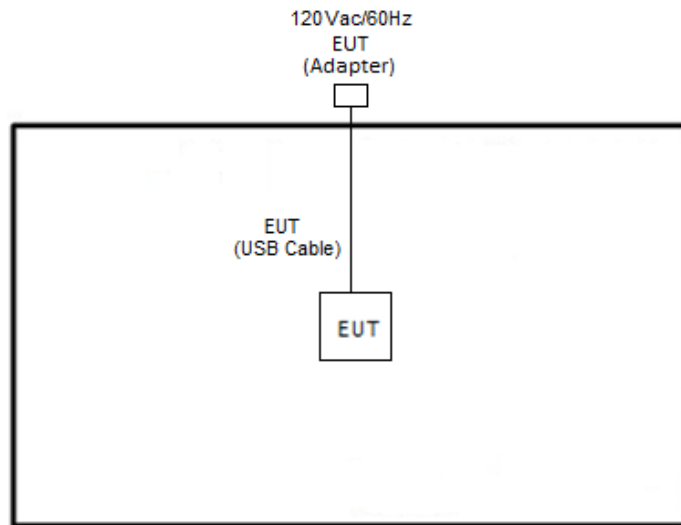 120Vac/60Hz
EUT
(Adapter)
EUT
(USB Cable)
EUT